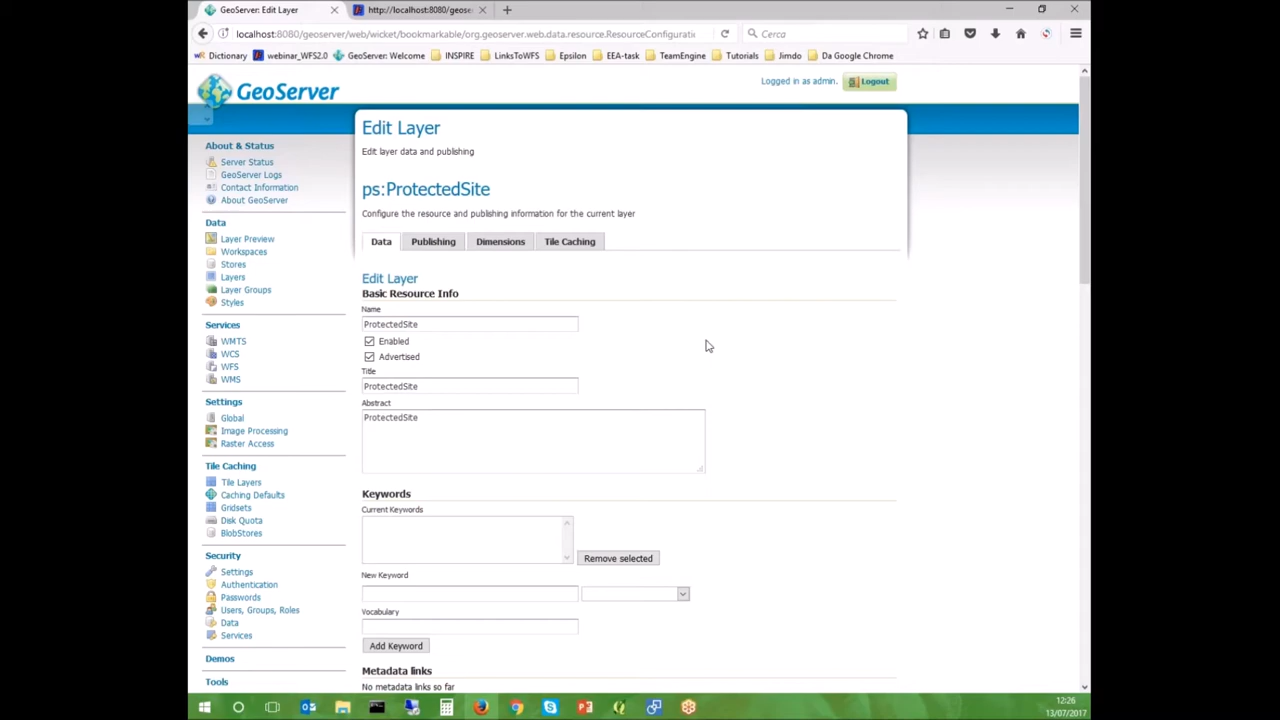 GeoServer: Edit Layer
http://localhost:8080/geose
localhost:8080/geoserver/web/wicket/bookmarkable/org.geoserver.web.data.resource.ResourceConfigurati
Cerca
Dictionary
webinar_WFS2.0
GeoServer: Welcome
INSPIRE
LinksToWFS
Epsilon
EEA-task
TeamEngine
Tutorials
Jimdo
Da Google Chrome
GeoServer
Logged in as admin.
Logout
About & Status
Server Status
GeoServer Logs
Contact Information
About GeoServer
Data
Layer Preview
Workspaces
Stores
Layers
Layer Groups
Styles
Services
WMTS
WCS
WFS
WMS
Settings
Global
Image Processing
Raster Access
Tile Caching
Tile Layers
Caching Defaults
Gridsets
Disk Quota
BlobStores
Security
Settings
Authentication
Passwords
Users, Groups, Roles
Data
Services
Demos
Tools
Edit Layer
Edit layer data and publishing
ps:ProtectedSite
Configure the resource and publishing information for the current layer
Data
Publishing
Dimensions
Tile Caching
Edit Layer
Basic Resource Info
Name
ProtectedSite
Enabled
Advertised
Title
ProtectedSite
Abstract
ProtectedSite
Keywords
Current Keywords
Remove selected
New Keyword
Vocabulary
Add Keyword
Metadata links
No metadata links so far
12:26
13/07/2017